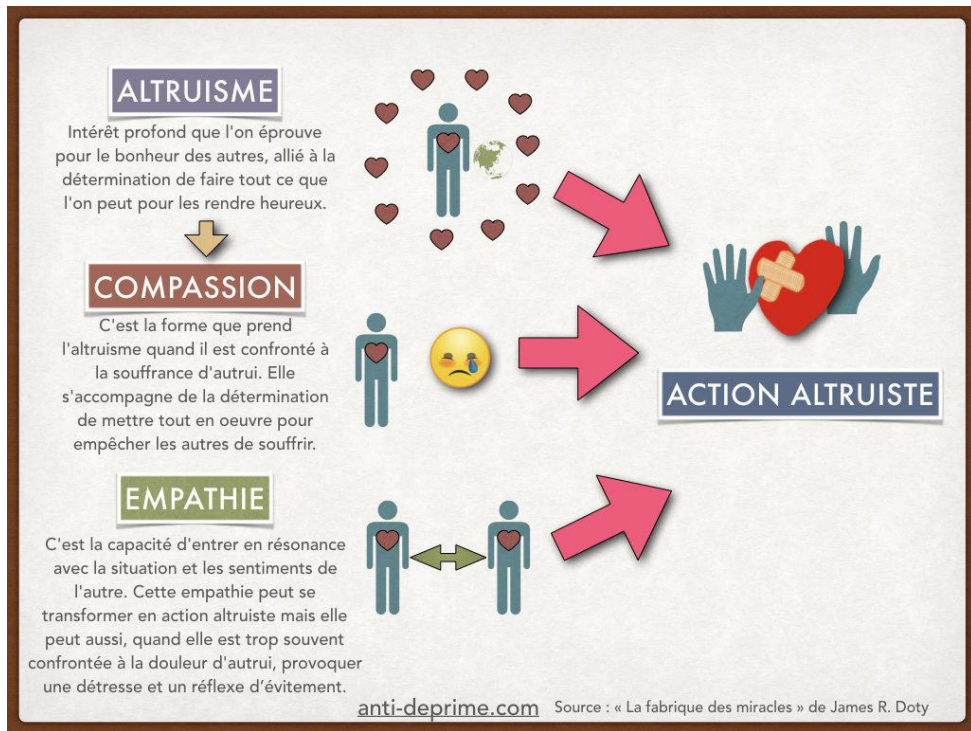 ALTRUISME
Intérêt profond que l'on éprouve
pour le bonheur des autres, allié à la
détermination de faire tout ce que
l'on peut pour les rendre heureux.
COMPASSION
C'est la forme que prend
l'altruisme quand il est confronté à
la souffrance d'autrui. Elle
s'accompagne de la détermination
de mettre tout en oeuvre pour
empêcher les autres de souffrir.
EMPATHIE
C'est la capacité d'entrer en résonance
avec la situation et les sentiments de
l'autre. Cette empathie peut se
transformer en action altruiste mais elle
peut aussi, quand elle est trop souvent
confrontée à la douleur d'autrui, provoquer
une détresse et un réflexe d’évitement.
ACTION ALTRUISTE
anti-deprime.com Source : « La fabrique des miracles » de James R. Doty